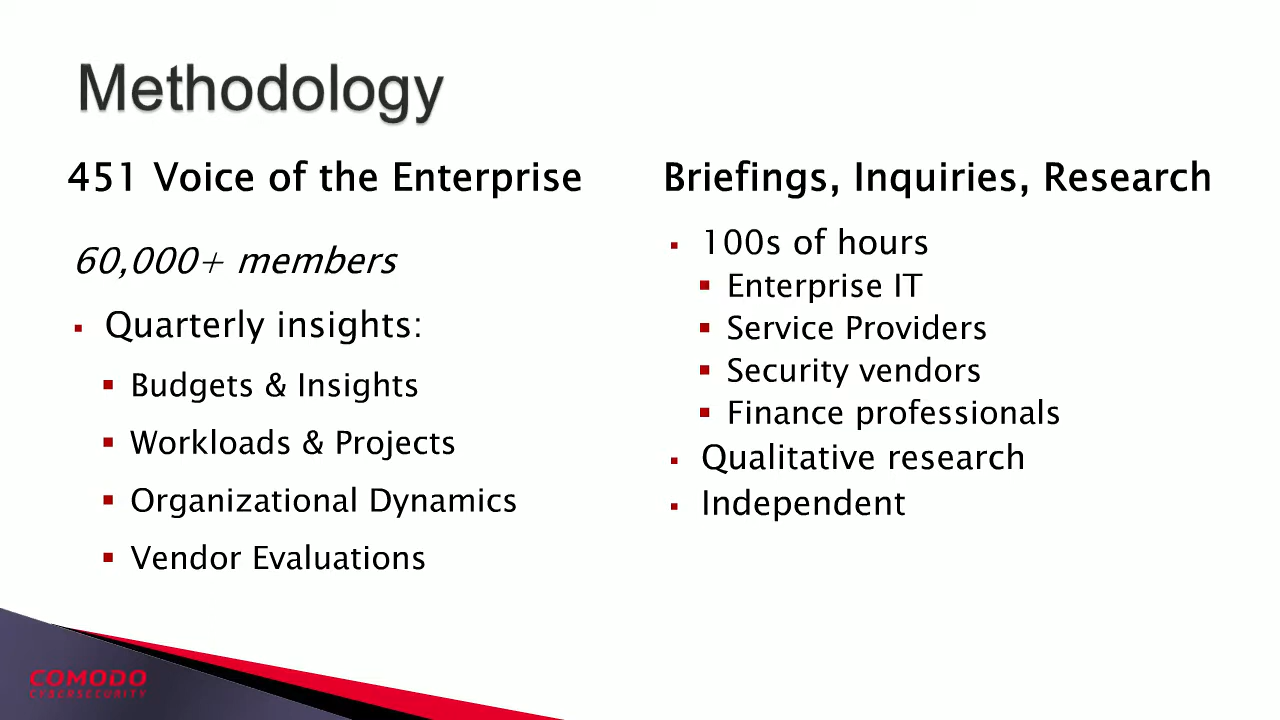 Methodology
451 Voice of the Enterprise
60,000+ members
▪ Quarterly insights:
▪ Budgets & Insights
▪ Workloads & Projects
▪ Organizational Dynamics
▪ Vendor Evaluations
Briefings, Inquiries, Research
▪ 100s of hours
▪ Enterprise IT
▪ Service Providers
▪ Security vendors
▪ Finance professionals
▪ Qualitative research
▪ Independent
COMODO
CYBERSECURITY